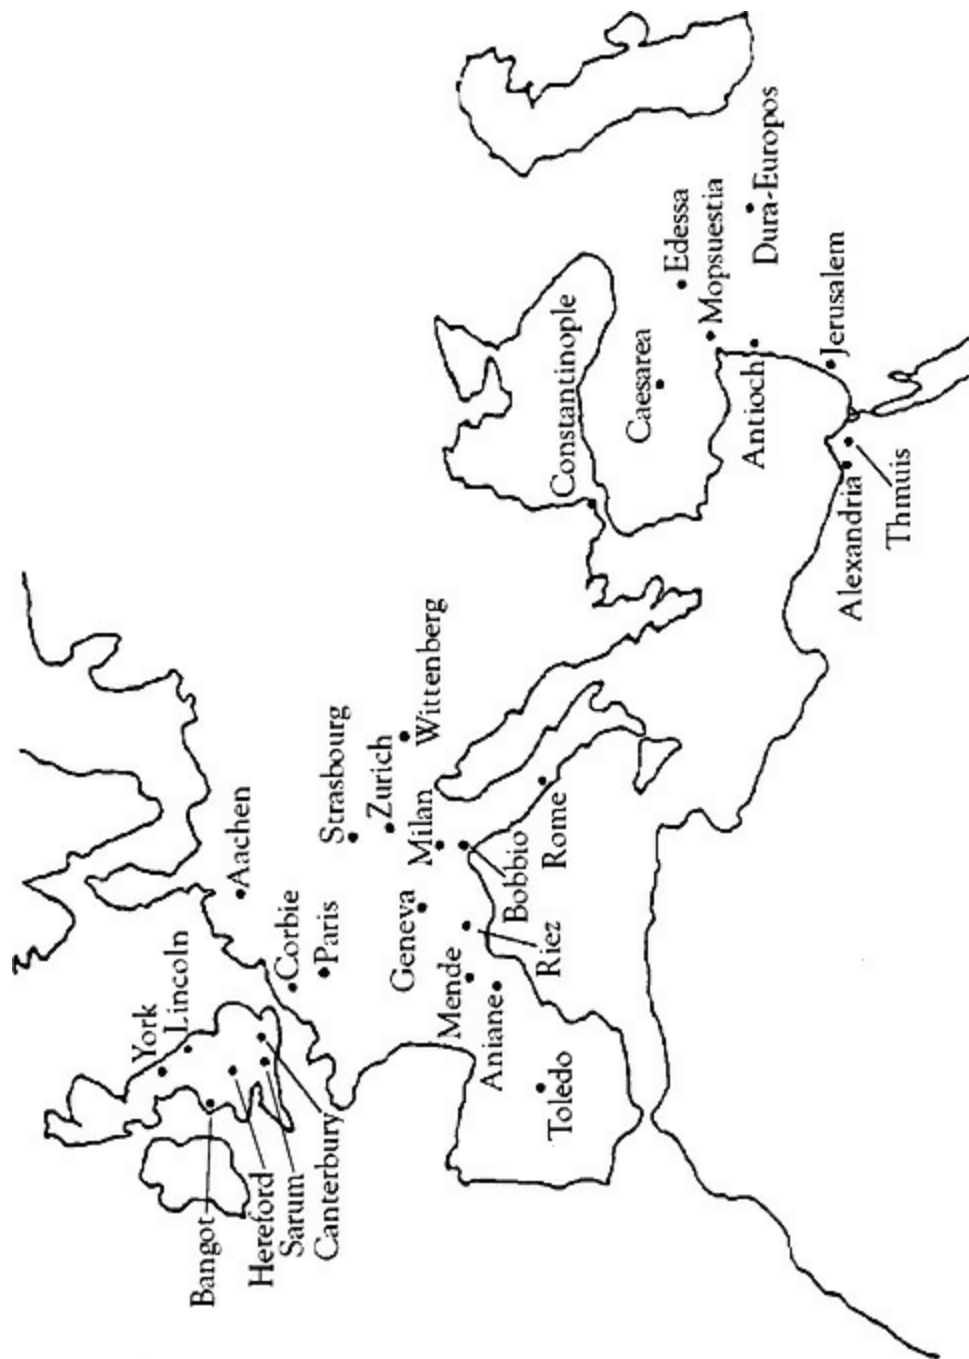 York
Lincoln
Bangot
Hereford
Sarum
Canterbury
Aachen
Corbie
Paris
Strasbourg
Zurich
Wittenberg
Milan
Geneva
Mende
Aniane
Bobbio
Riez
Rome
Toledo
Constantinople
Caesarea
Edessa
Mopsuestia
Dura-Europos
Antioch
Jerusalem
Alexandria
Thmuis